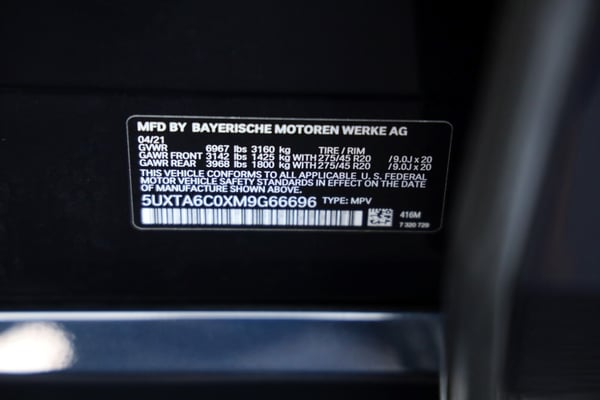 MFD BY BAYERISCHE MOTOREN WERKE AG
04/21
GVWR 6967 lbs 3160 kg TIRE / RIM
GAWR FRONT 3142 lbs 1425 kg WITH 275/45 R20 /9.0J x 20
GAWR REAR 3968 lbs 1800 kg WITH 275/45 R20 /9.0J x 20
THIS VEHICLE CONFORMS TO ALL APPLICABLE U. S. FEDERAL
MOTOR VEHICLE SAFETY STANDARDS IN EFFECT ON THE DATE
OF MANUFACTURE SHOWN ABOVE.
5UXTA6C0XM9G66696 TYPE: MPV
416M
7 320 729